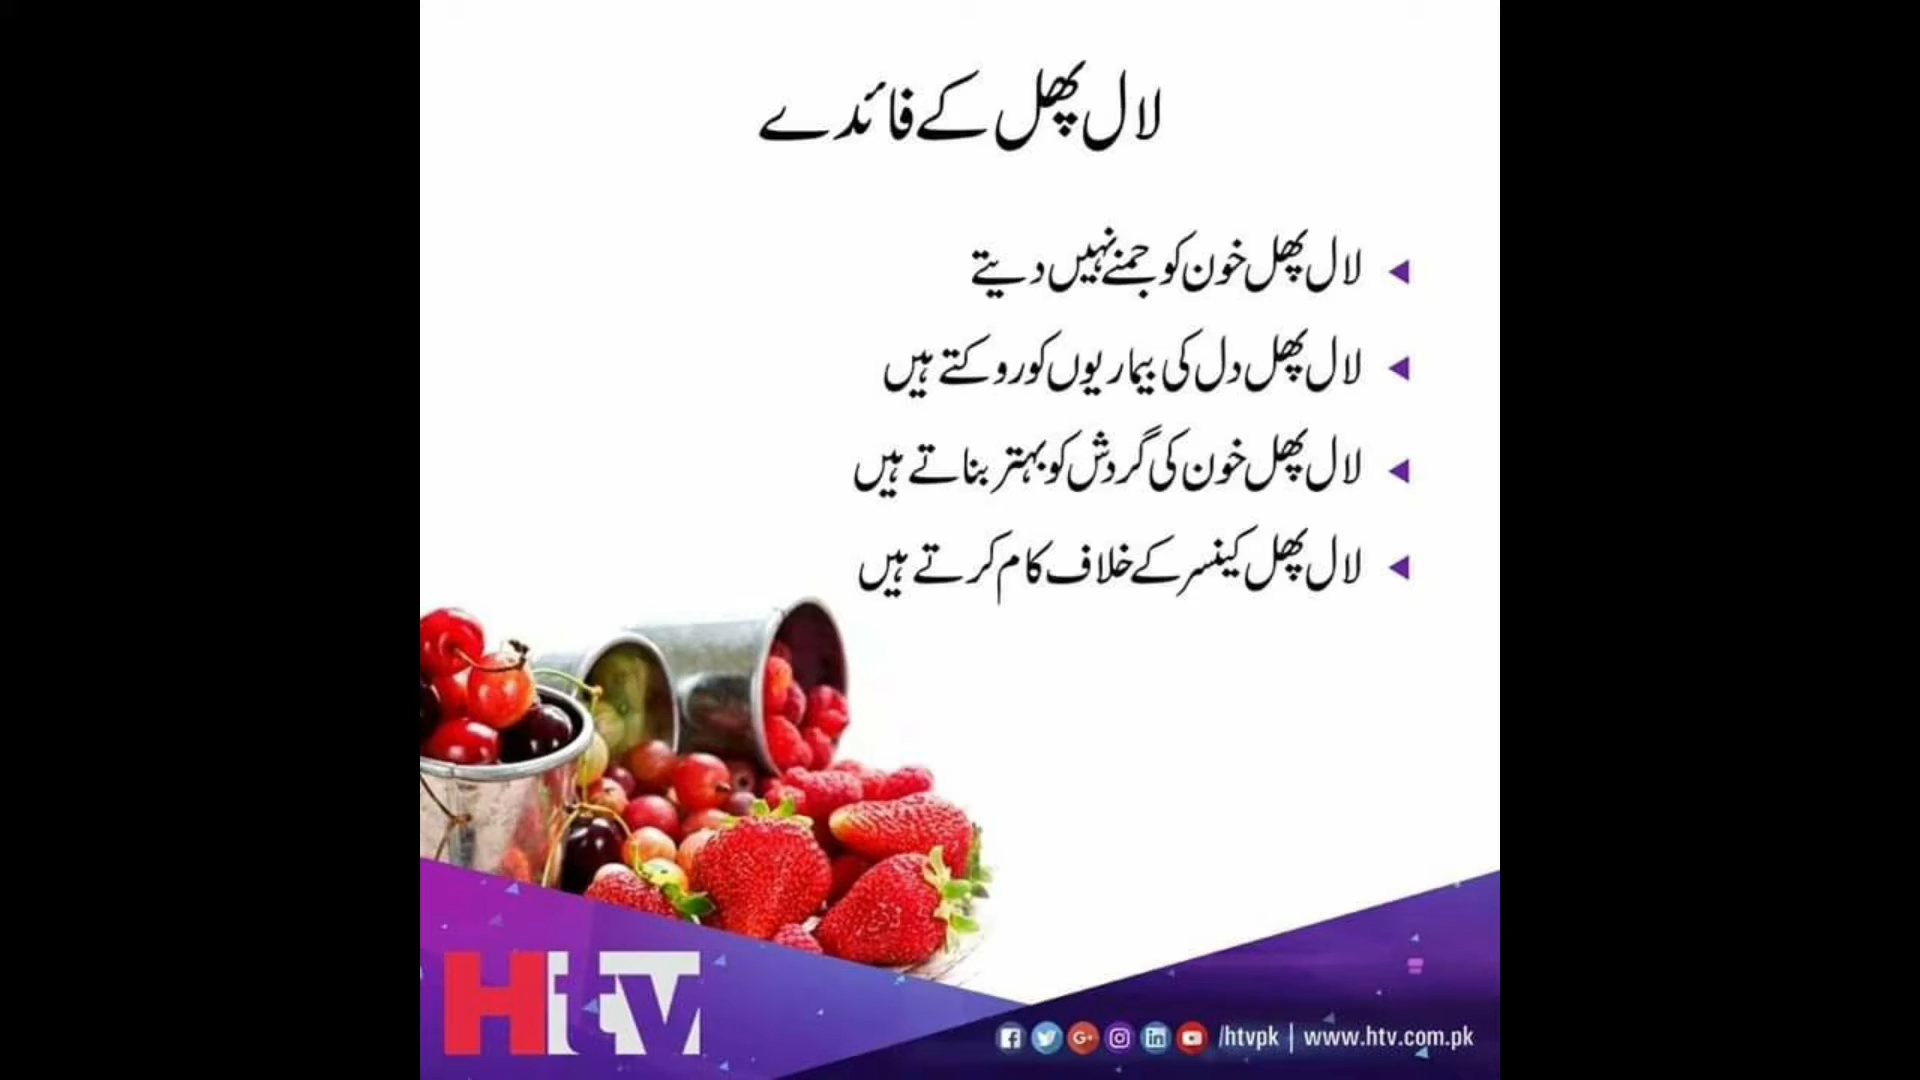 لال پھل کے فائدے
لال پھل خون کو جمنے نہیں دیتے
لال پھل دل کی بیماریوں کو روکتے ہیں
لال پھل خون کی گردش کو بہتر بناتے ہیں
لال پھل کینسر کے خلاف کام کرتے ہیں
Htv
/htvpk | www.htv.com.pk